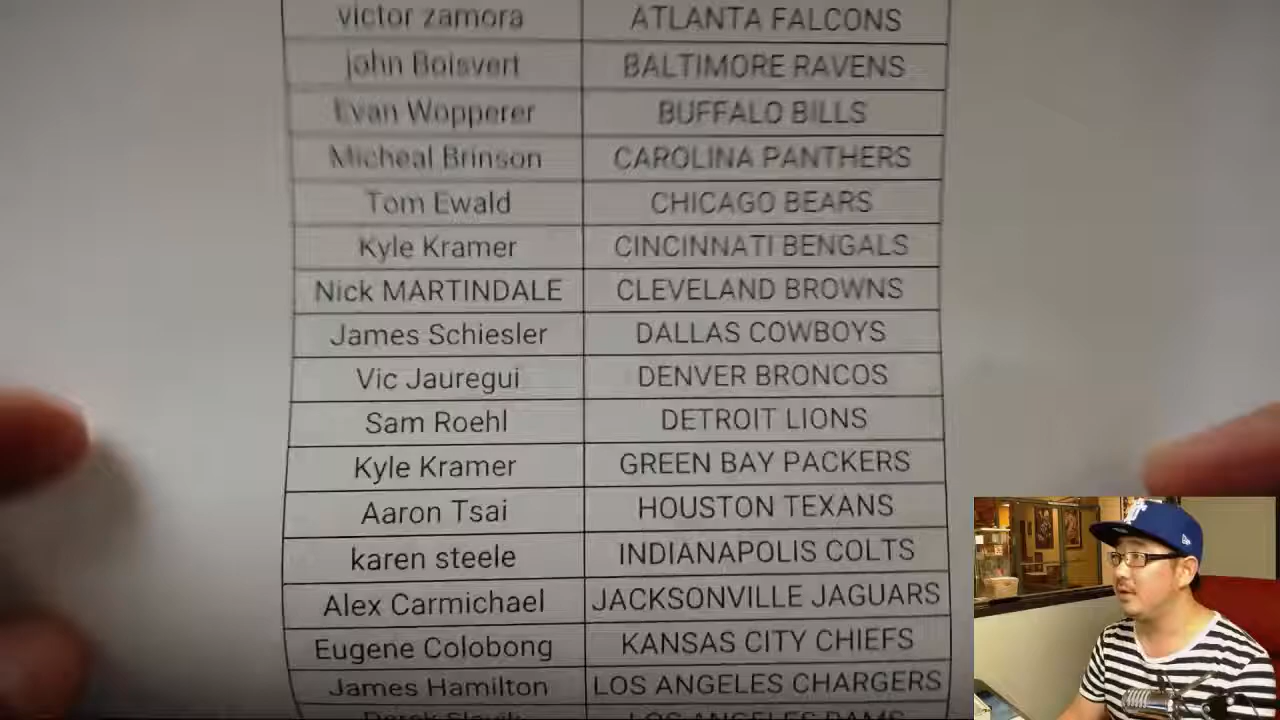 victor zamora ATLANTA FALCONS
john Boisvert BALTIMORE RAVENS
Evan Wopperer BUFFALO BILLS
Micheal Brinson CAROLINA PANTHERS
Tom Ewald CHICAGO BEARS
Kyle Kramer CINCINNATI BENGALS
Nick MARTINDALE CLEVELAND BROWNS
James Schiesler DALLAS COWBOYS
Vic Jauregui DENVER BRONCOS
Sam Roehl DETROIT LIONS
Kyle Kramer GREEN BAY PACKERS
Aaron Tsai HOUSTON TEXANS
karen steele INDIANAPOLIS COLTS
Alex Carmichael JACKSONVILLE JAGUARS
Eugene Colobong KANSAS CITY CHIEFS
James Hamilton LOS ANGELES CHARGERS
LOS ANGELES RAMS